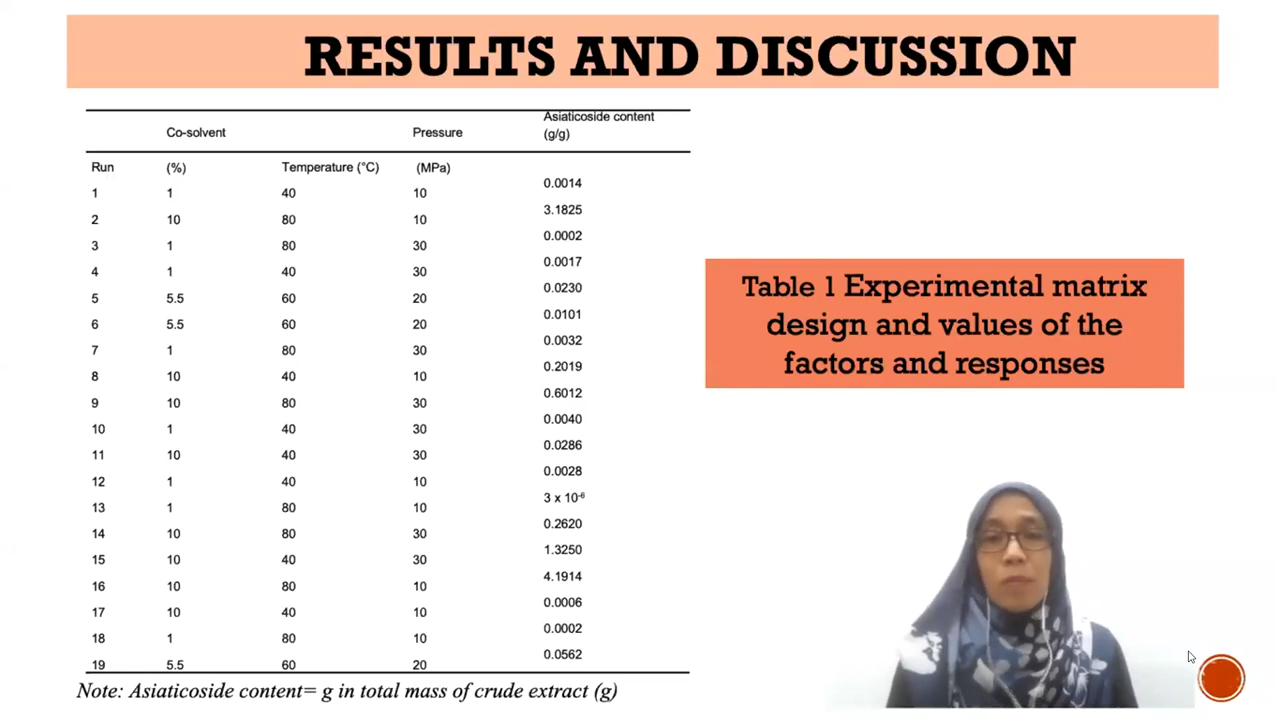 RESULTS AND DISCUSSION
Asiaticoside content
Co-solvent Pressure (g/g)
Run (%) Temperature (°C) (MPa)
1 1 40 10 0.0014
2 10 80 10 3.1825
3 1 80 30 0.0002
4 1 40 30 0.0017
5 5.5 60 20 0.0230
6 5.5 60 20 0.0101
7 1 80 30 0.0032
8 10 40 10 0.2019
9 10 80 30 0.6012
10 1 40 30 0.0040
11 10 40 30 0.0286
12 1 40 10 0.0028
13 1 80 10 3 x 10⁻⁶
14 10 80 30 0.2620
15 10 40 30 1.3250
16 10 80 10 4.1914
17 10 40 10 0.0006
18 1 80 10 0.0002
19 5.5 60 20 0.0562
Note: Asiaticoside content= g in total mass of crude extract (g)
Table 1 Experimental matrix
design and values of the
factors and responses